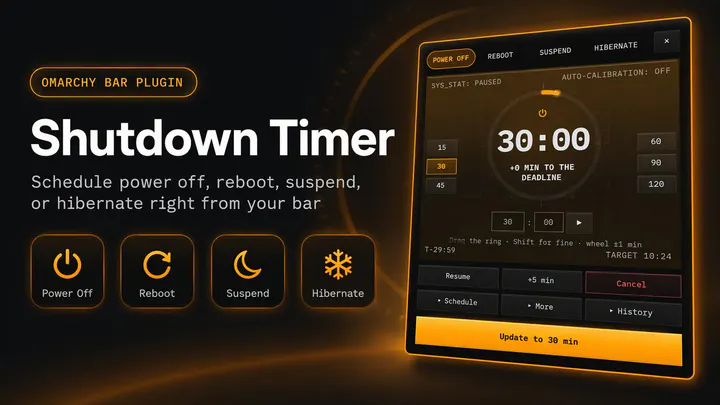 OMARCHY BAR PLUGIN
Shutdown Timer
Schedule power off, reboot, suspend,
or hibernate right from your bar
Power Off
Reboot
Suspend
Hibernate
POWER OFF
REBOOT
SUSPEND
HIBERNATE
×
SYS_STAT: PAUSED
AUTO-CALIBRATION: OFF
15
30
45
30:00
+0 MIN TO THE
DEADLINE
60
90
120
30 : 00
Drag the ring · Shift for fine · wheel ±1 min
T-29:59
TARGET 10:24
Resume
+5 min
Cancel
▸ Schedule
▸ More
▸ History
Update to 30 min